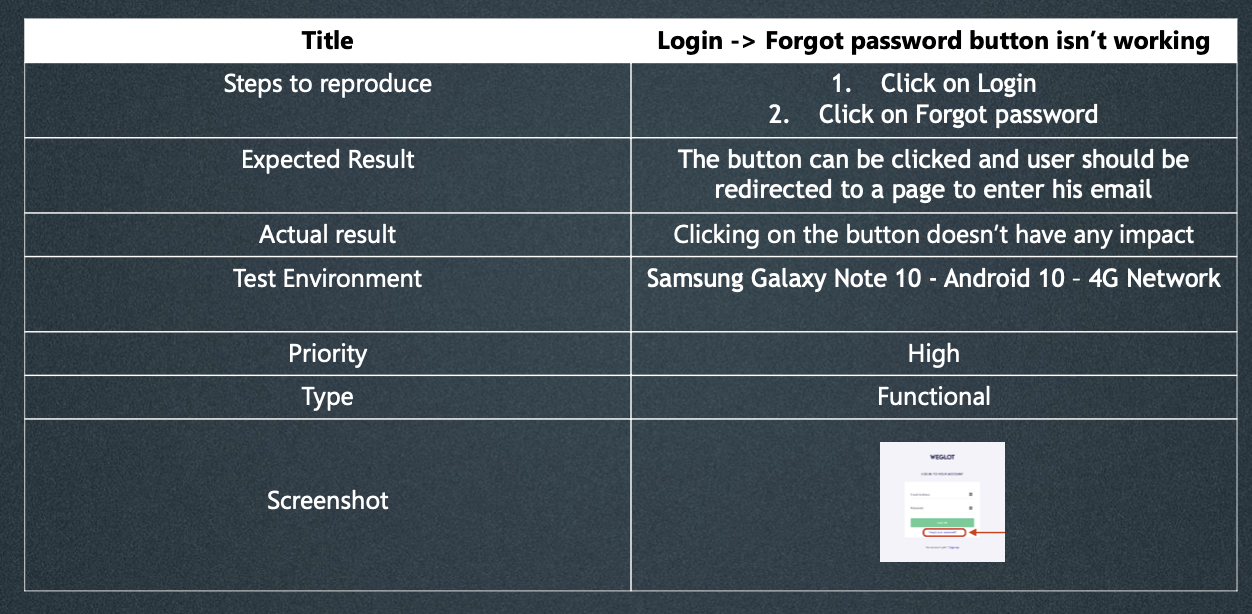 Title
Login -> Forgot password button isn’t working
Steps to reproduce
1. Click on Login
2. Click on Forgot password
Expected Result
The button can be clicked and user should be
redirected to a page to enter his email
Actual result
Clicking on the button doesn’t have any impact
Test Environment
Samsung Galaxy Note 10 - Android 10 – 4G Network
Priority
High
Type
Functional
Screenshot
WEGLOT